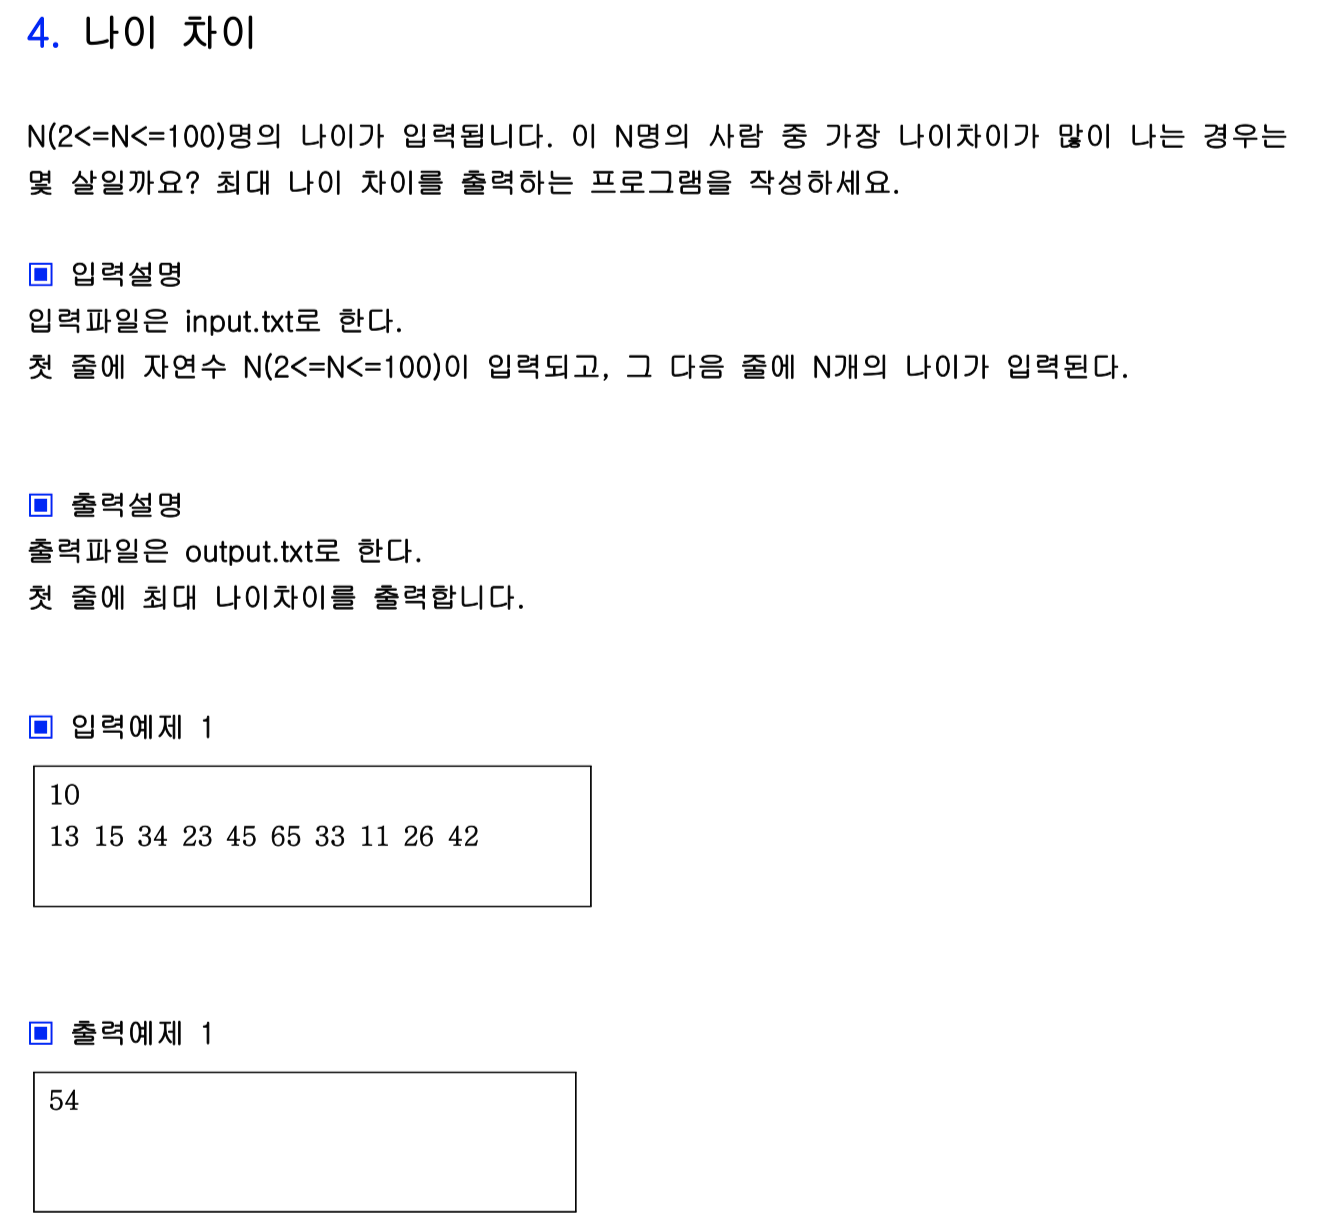 4. 나이 차이
N(2<=N<=100)명의 나이가 입력됩니다. 이 N명의 사람 중 가장 나이차이가 많이 나는 경우는
몇 살일까요? 최대 나이 차이를 출력하는 프로그램을 작성하세요.
▣ 입력설명
입력파일은 input.txt로 한다.
첫 줄에 자연수 N(2<=N<=100)이 입력되고, 그 다음 줄에 N개의 나이가 입력된다.
▣ 출력설명
출력파일은 output.txt로 한다.
첫 줄에 최대 나이차이를 출력합니다.
▣ 입력예제 1
10
13 15 34 23 45 65 33 11 26 42
▣ 출력예제 1
54